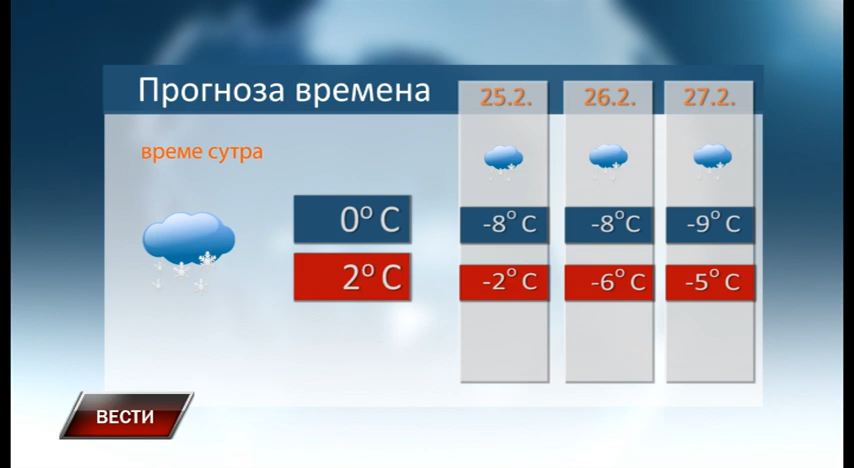 Прогноза времена
време сутра
0° C
2° C
25.2.
-8° C
-2° C
26.2.
-8°C
-6° C
27.2.
-9° C
-5° C
ВЕСТИ